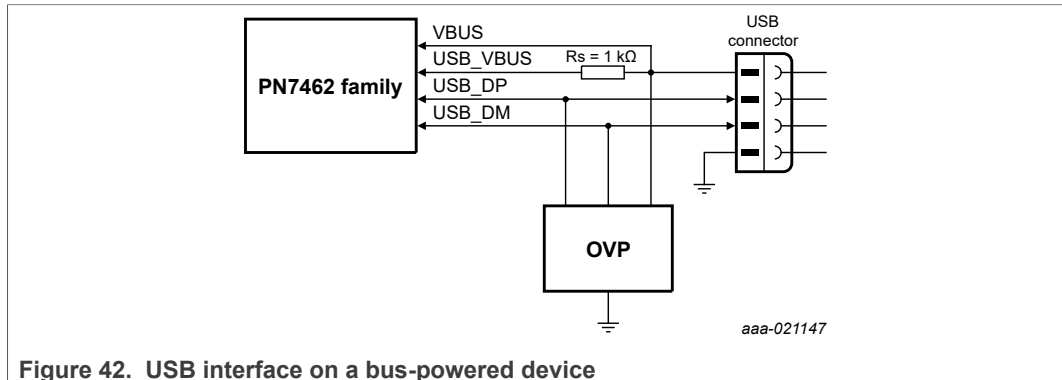 USB
connector
VBUS
USB_VBUS
Rs = 1 kΩ
PN7462 family
USB_DP
USB_DM
OVP
aaa-021147
Figure 42. USB interface on a bus-powered device